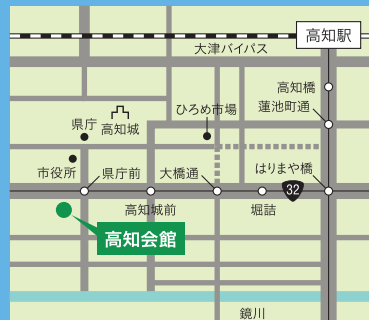 高知駅
大津バイパス
高知橋
蓮池町通
ひろめ市場
高知城
県庁
市役所
県庁前
大橋通
はりまや橋
32
高知城前
堀詰
高知会館
鏡川